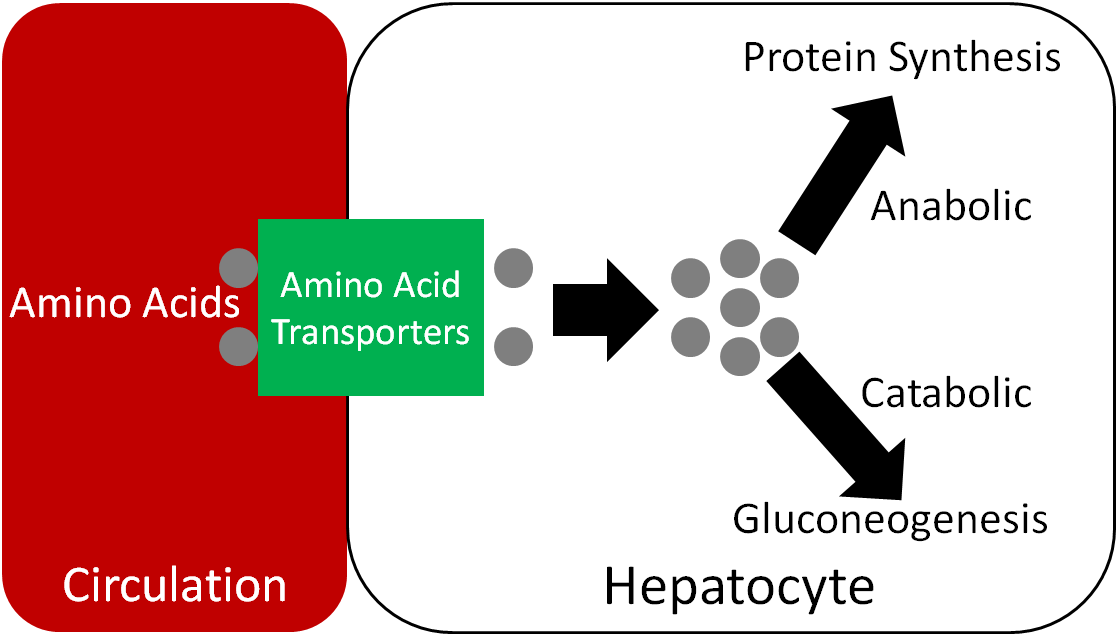 Protein Synthesis
Anabolic
Amino Acids
Amino Acid
Transporters
Catabolic
Gluconeogenesis
Circulation
Hepatocyte